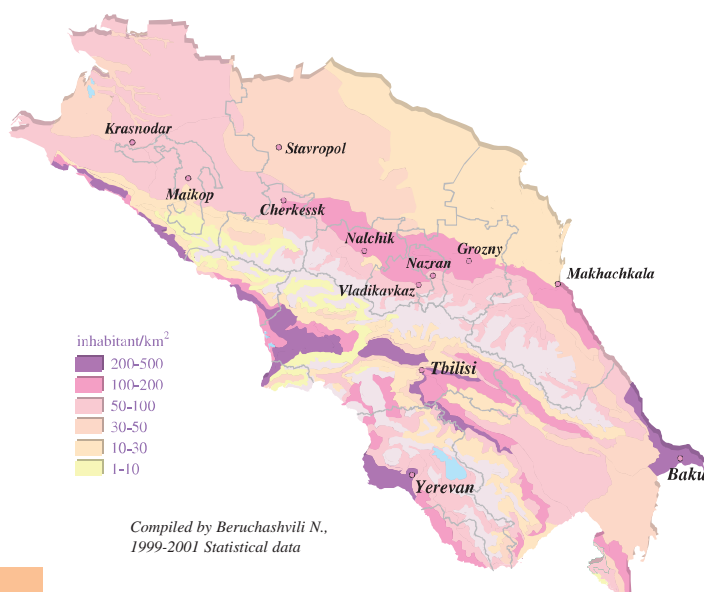 Krasnodar
Stavropol
Maikop
Cherkessk
Nalchik
Grozny
Nazran
Makhachkala
Vladikavkaz
inhabitant/km²
200-500
100-200
50-100
30-50
10-30
1-10
Tbilisi
Baku
Yerevan
Compiled by Beruchashvili N.,
1999-2001 Statistical data